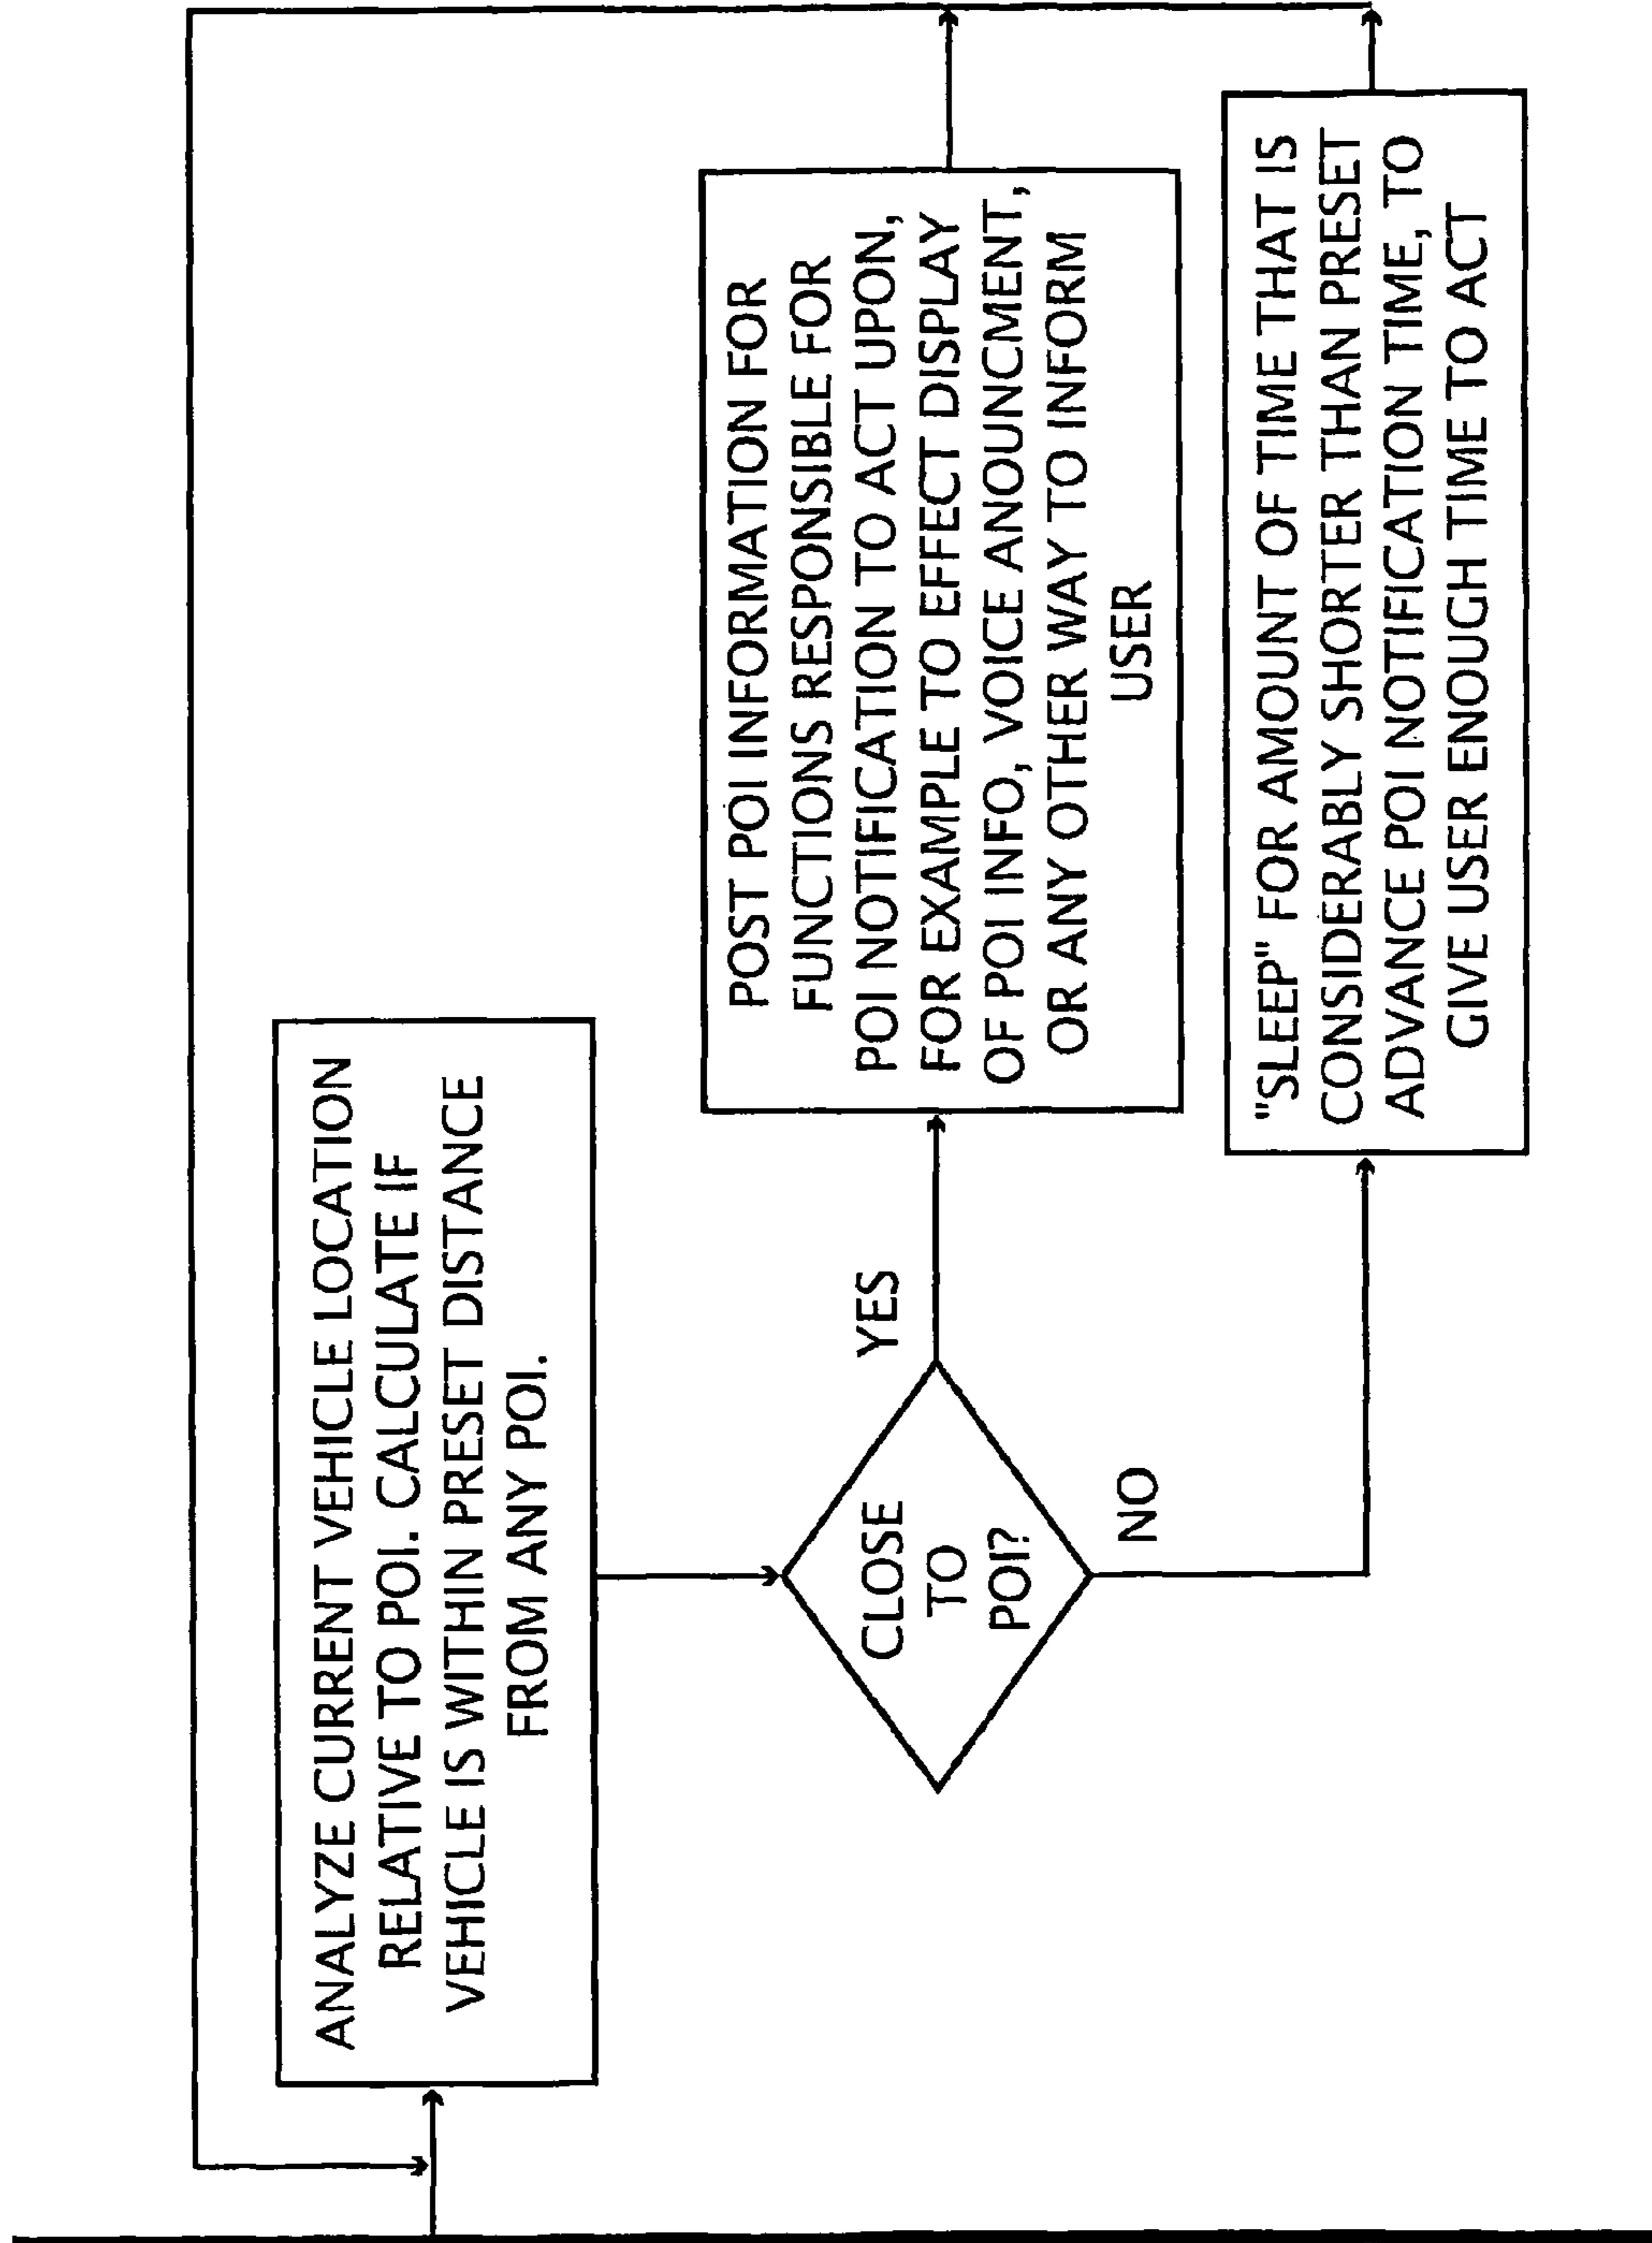 ANALYZE CURRENT VEHICLE LOCATION
RELATIVE TO POI. CALCULATE IF
VEHICLE IS WITHIN PRESET DISTANCE
FROM ANY POI.
CLOSE
TO
POI?
YES
NO
POST POI INFORMATION FOR
FUNCTIONS RESPONSIBLE FOR
POI NOTIFICATION TO ACT UPON,
FOR EXAMPLE TO EFFECT DISPLAY
OF POI INFO, VOICE ANOUNCMENT,
OR ANY OTHER WAY TO INFORM
USER
"SLEEP" FOR AMOUNT OF TIME THAT IS
CONSIDERABLY SHORTER THAN PRESET
ADVANCE POI NOTIFICATION TIME, TO
GIVE USER ENOUGH TIME TO ACT